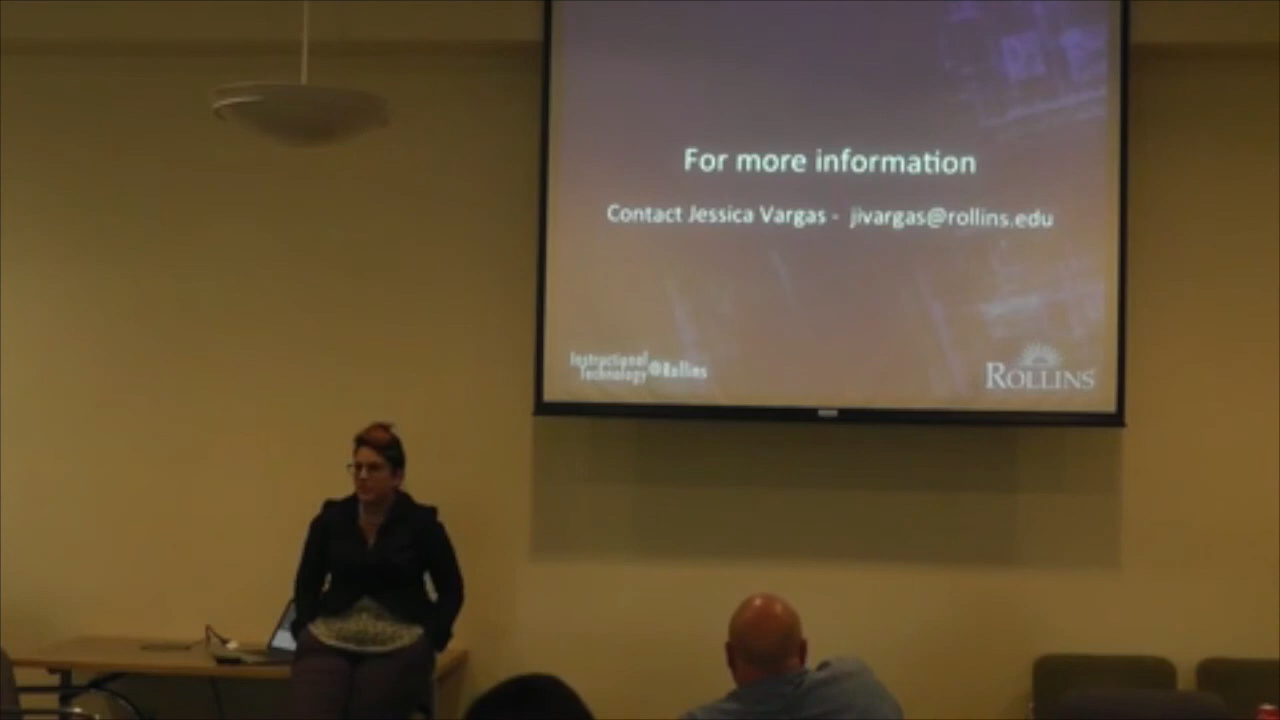 For more information
Contact Jessica Vargas - jivargas@rollins.edu
Instructional
Technology @Rollins
ROLLINS